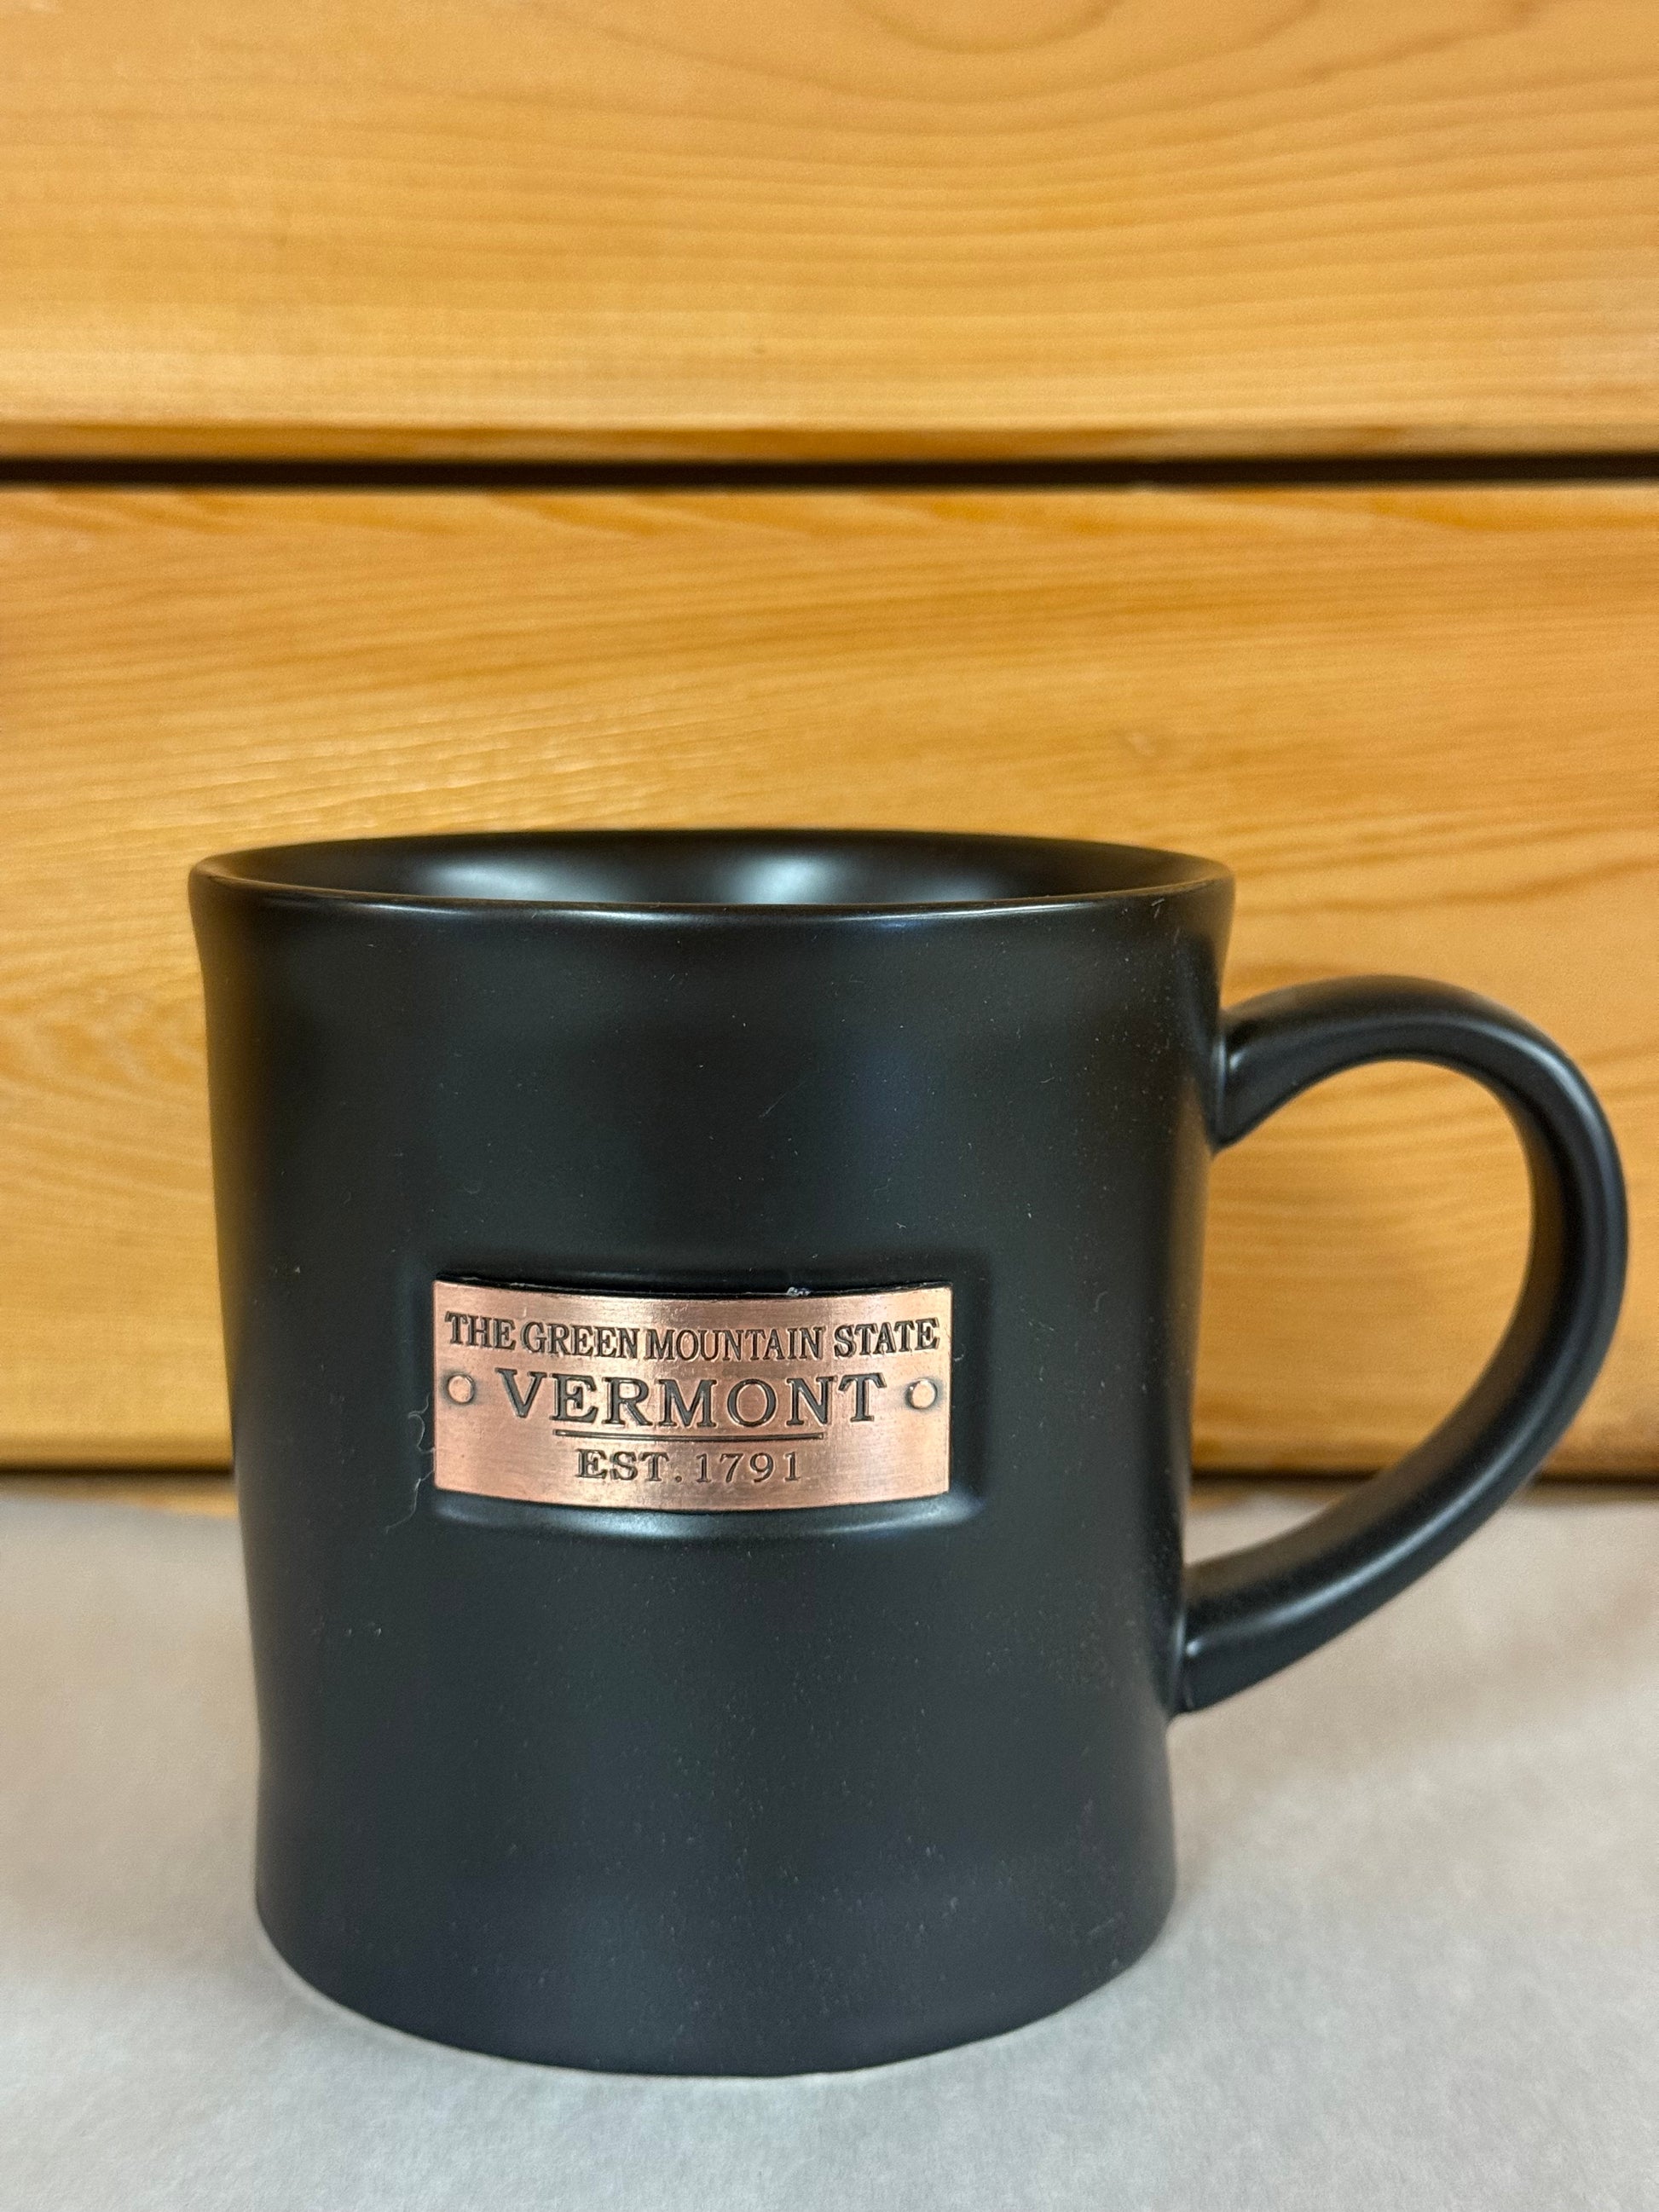 THE GREEN MOUNTAIN STATE
VERMONT
EST. 1791